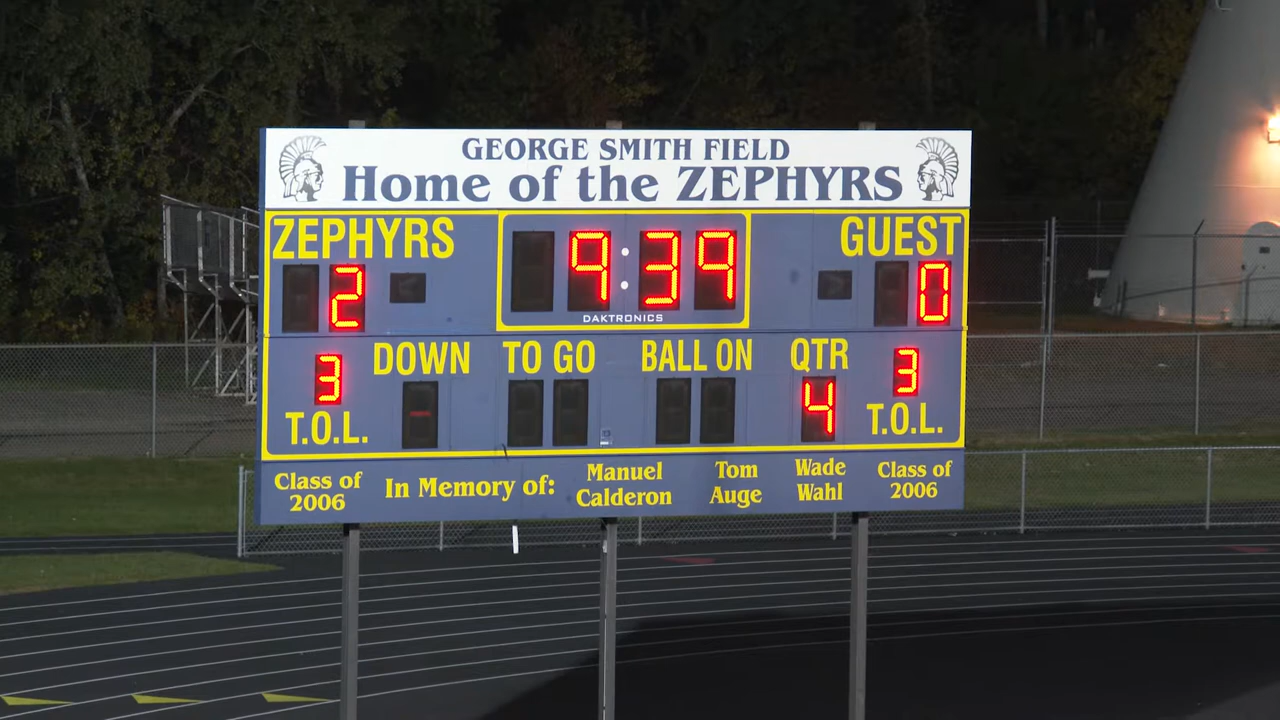 GEORGE SMITH FIELD
Home of the ZEPHYRS
ZEPHYRS 9:39 GUEST
2 0
DAKTRONICS
3 DOWN TO GO BALL ON QTR 3
T.O.L. 4 T.O.L.
Class of 2006
In Memory of:
Manuel Calderon
Tom Auge
Wade Wahl
Class of 2006